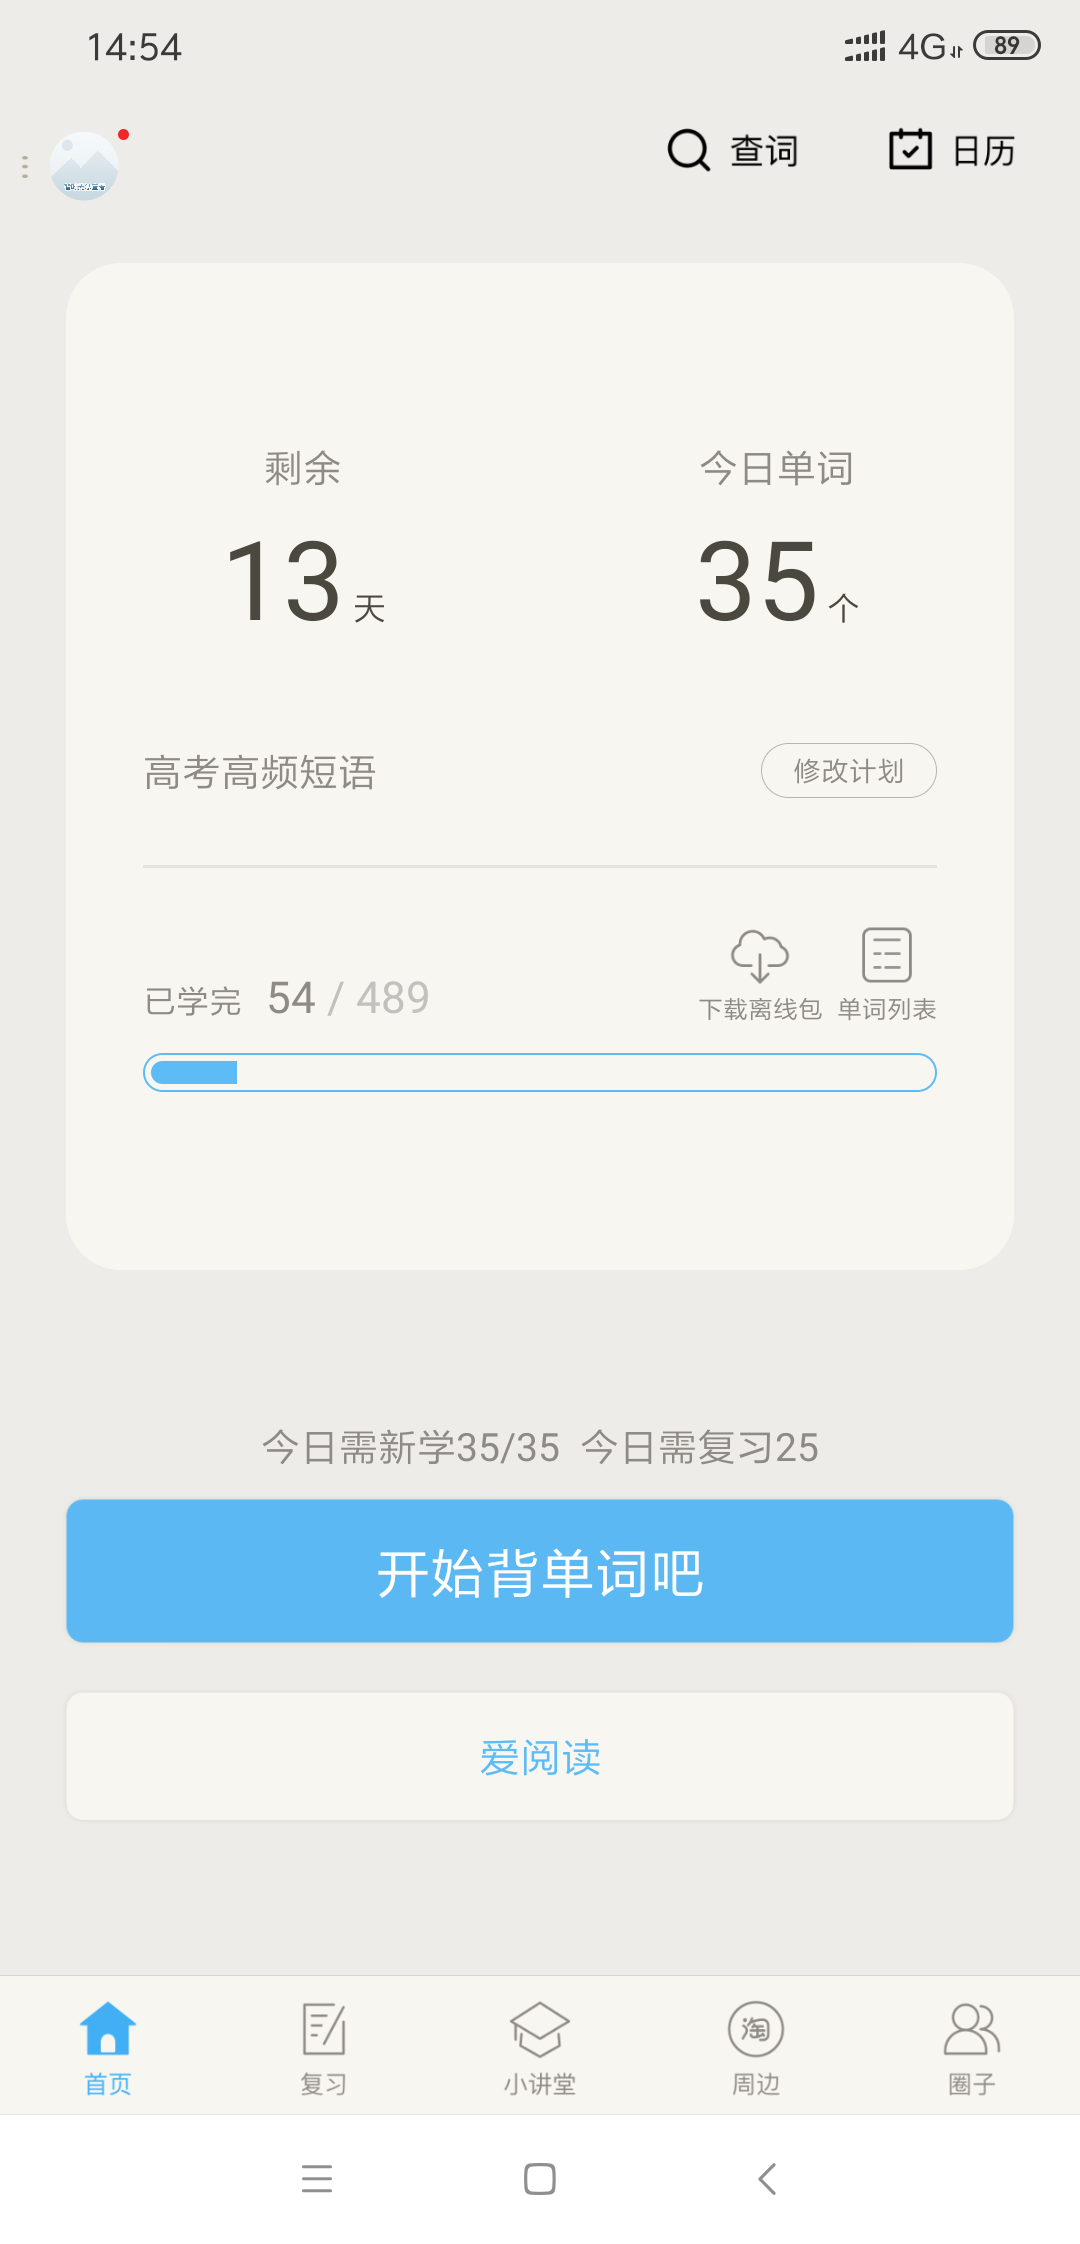 14:54
4G 89
查词 日历
剩余 今日单词
13 天 35 个
高考高频短语 修改计划
已学完 54 / 489 下载离线包 单词列表
今日需新学35/35 今日需复习25
开始背单词吧
爱阅读
淘
首页 复习 小讲堂 周边 圈子